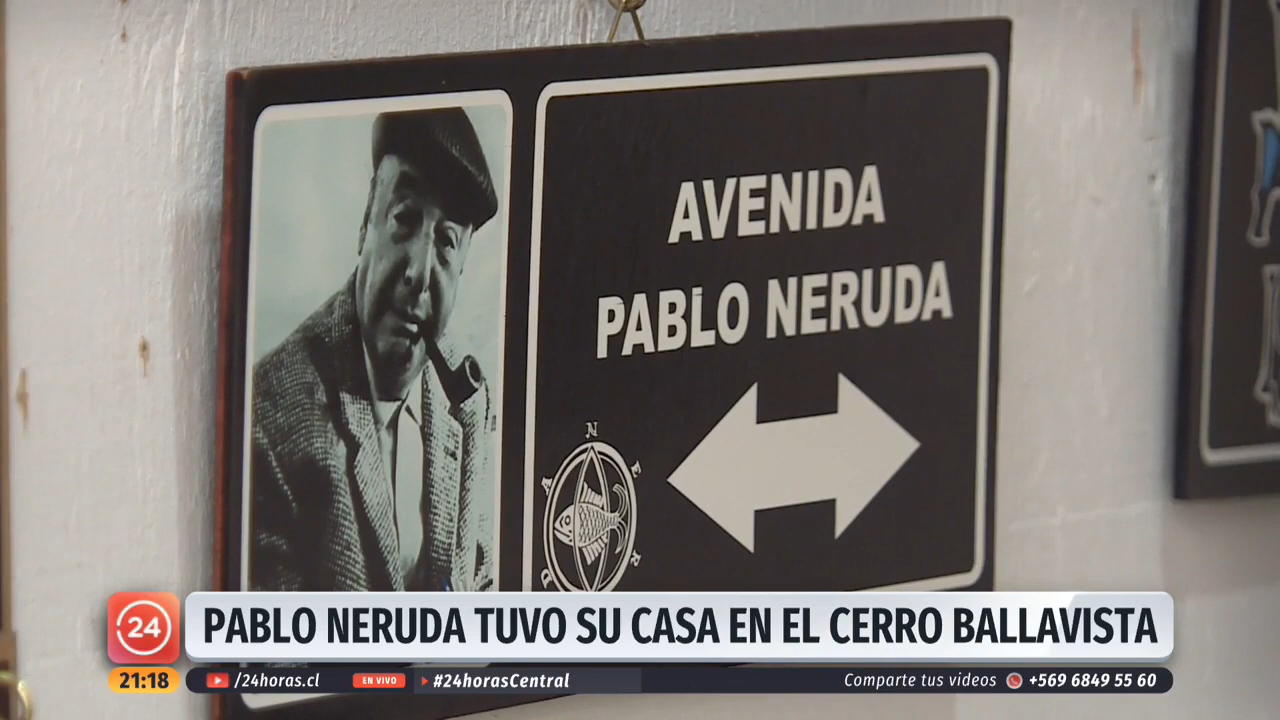 AVENIDA
PABLO NERUDA
N
E
R
D
A
24
PABLO NERUDA TUVO SU CASA EN EL CERRO BALLAVISTA
21:18
/24horas.cl
EN VIVO
#24horasCentral
Comparte tus videos
+569 6849 55 60